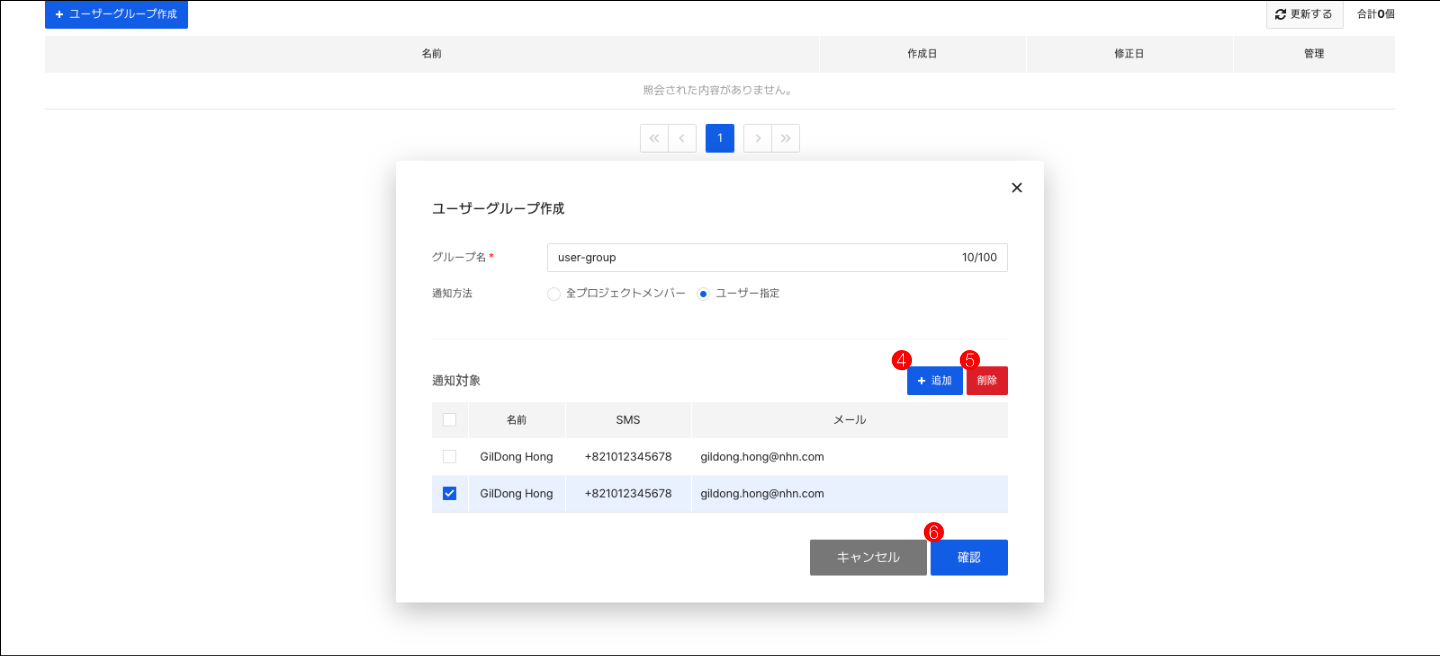 + ユーザーグループ作成
更新する 合計0個
名前 作成日 修正日 管理
照会された内容がありません。
« ‹ 1 › »
ユーザーグループ作成
グループ名 * user-group 10/100
通知方法 全プロジェクトメンバー ユーザー指定
4 5
通知対象 + 追加 削除
名前 SMS メール
GilDong Hong +821012345678 gildong.hong@nhn.com
GilDong Hong +821012345678 gildong.hong@nhn.com
6
キャンセル 確認